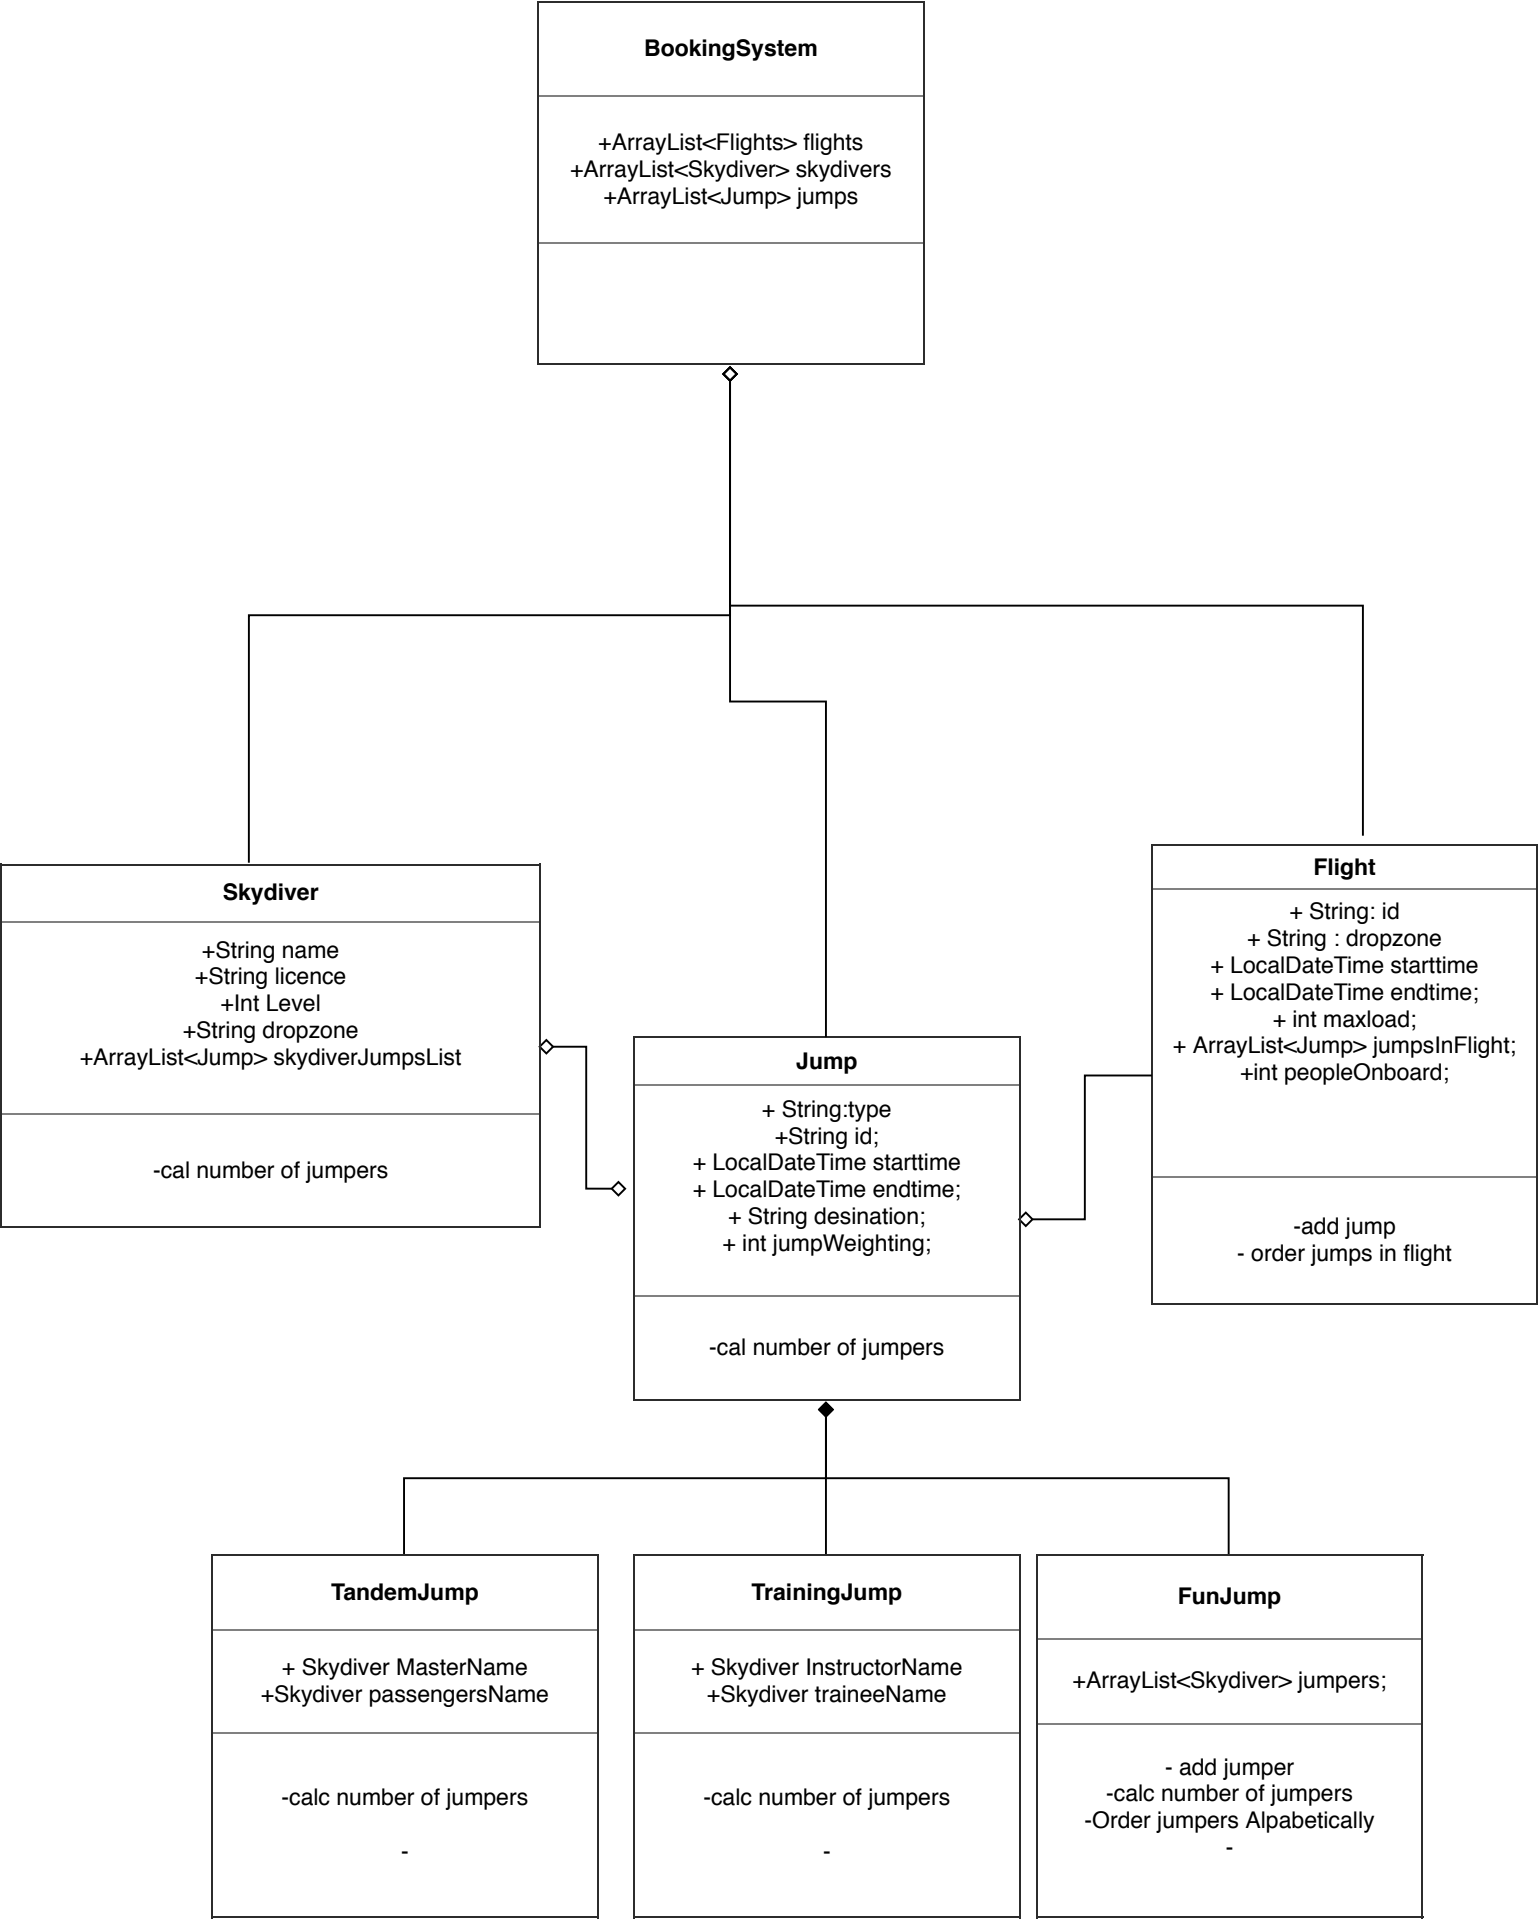 BookingSystem
+ArrayList<Flights> flights
+ArrayList<Skydiver> skydivers
+ArrayList<Jump> jumps
Skydiver
+String name
+String licence
+Int Level
+String dropzone
+ArrayList<Jump> skydiverJumpsList
-cal number of jumpers
Jump
+ String:type
+String id;
+ LocalDateTime starttime
+ LocalDateTime endtime;
+ String desination;
+ int jumpWeighting;
-cal number of jumpers
Flight
+ String: id
+ String : dropzone
+ LocalDateTime starttime
+ LocalDateTime endtime;
+ int maxload;
+ ArrayList<Jump> jumpsInFlight;
+int peopleOnboard;
-add jump
- order jumps in flight
TandemJump
+ Skydiver MasterName
+Skydiver passengersName
-calc number of jumpers
-
TrainingJump
+ Skydiver InstructorName
+Skydiver traineeName
-calc number of jumpers
-
FunJump
+ArrayList<Skydiver> jumpers;
- add jumper
-calc number of jumpers
-Order jumpers Alpabetically
-